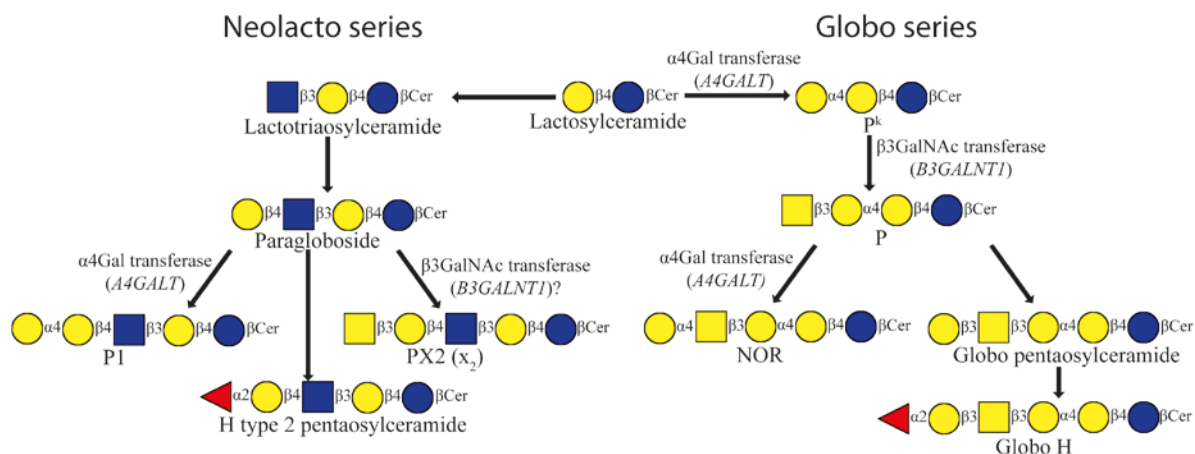 Neolacto series
Globo series
α4Gal transferase
(A4GALT)
β3 β4 βCer
Lactotriaosylceramide
β4 βCer
Lactosylceramide
α4 β4 βCer
Pᵏ
β3GalNAc transferase
(B3GALNT1)
β4 β3 β4 βCer
Paragloboside
β3 α4 β4 βCer
P
α4Gal transferase
(A4GALT)
β3GalNAc transferase
(B3GALNT1)?
α4Gal transferase
(A4GALT)
α4 β4 β3 β4 βCer
P1
β3 β4 β3 β4 βCer
PX2 (x₂)
α4 β3 α4 β4 βCer
NOR
β3 β3 α4 β4 βCer
Globo pentaosylceramide
α2 β4 β3 β4 βCer
H type 2 pentaosylceramide
α2 β3 β3 α4 β4 βCer
Globo H